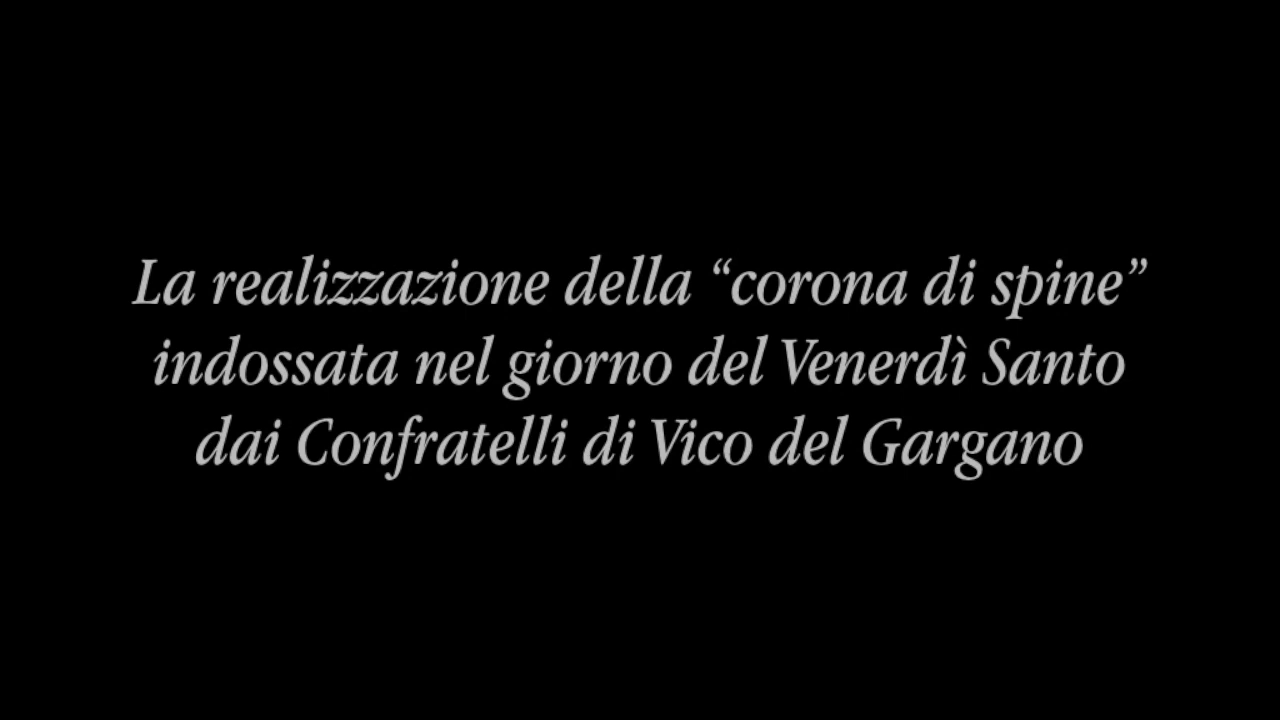 La realizzazione della “corona di spine”
indossata nel giorno del Venerdì Santo
dai Confratelli di Vico del Gargano